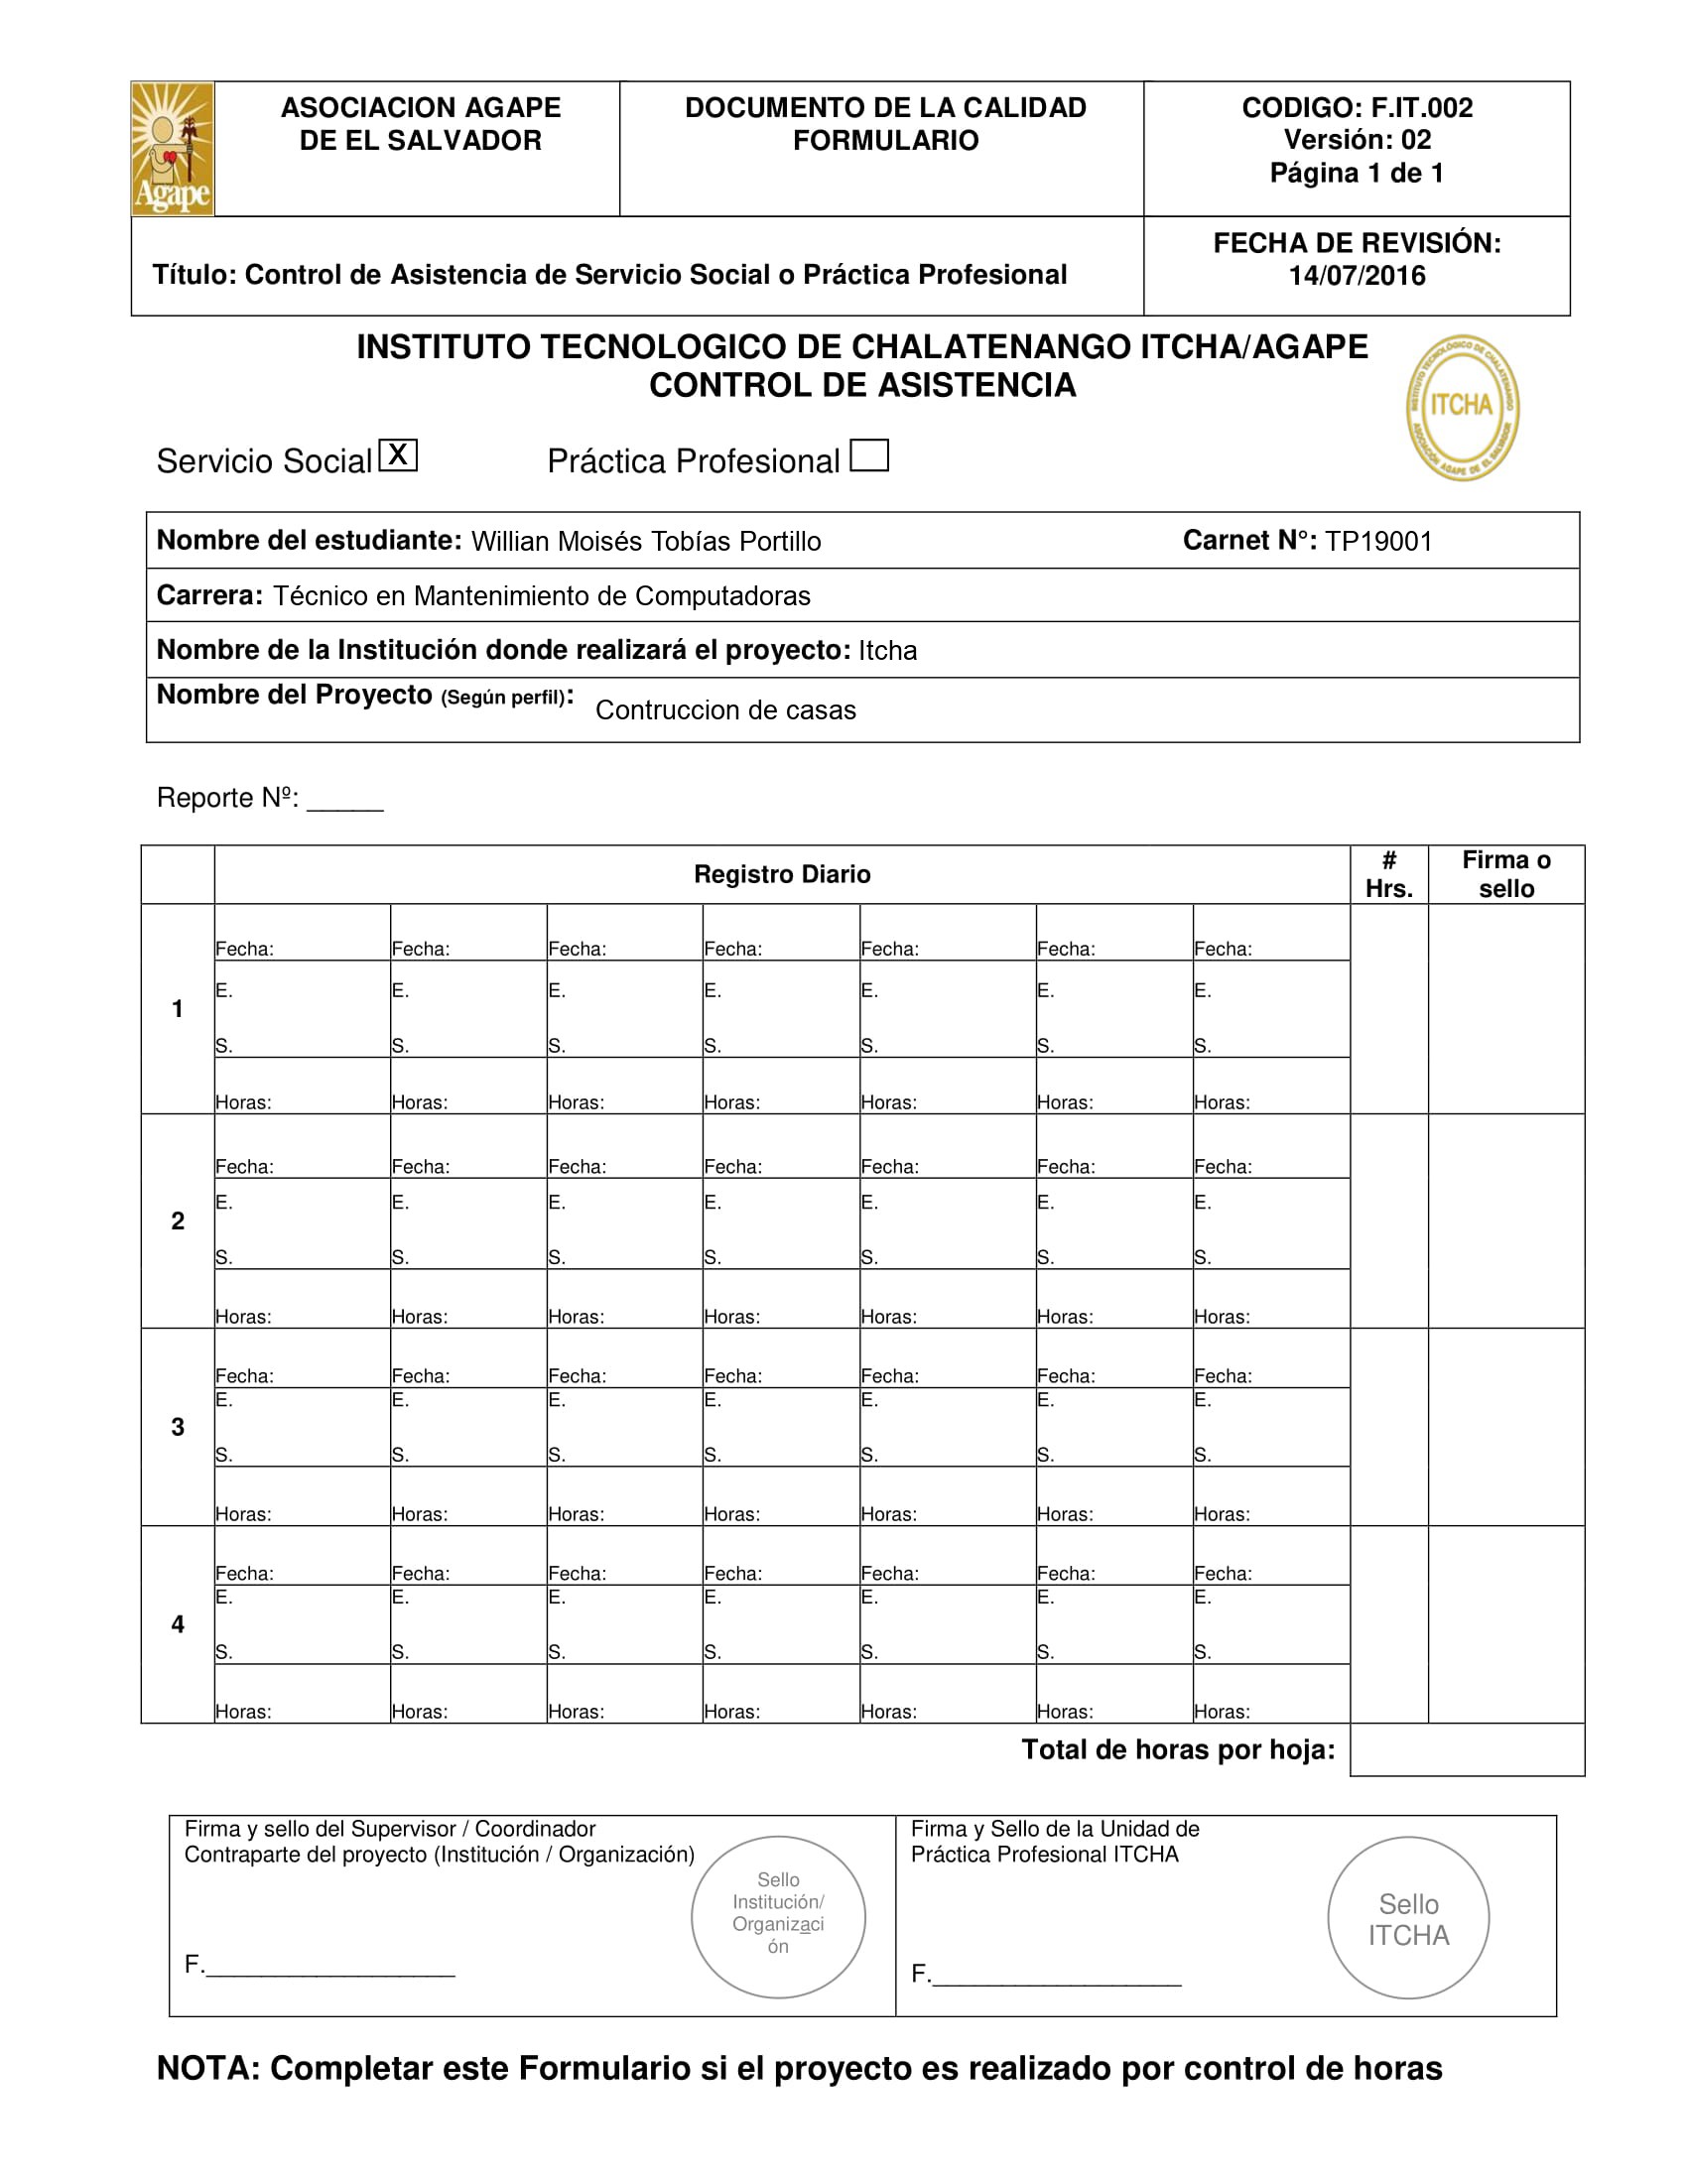 Agape
ASOCIACION AGAPE
DE EL SALVADOR
DOCUMENTO DE LA CALIDAD
FORMULARIO
CODIGO: F.IT.002
Versión: 02
Página 1 de 1
Título: Control de Asistencia de Servicio Social o Práctica Profesional
FECHA DE REVISIÓN:
14/07/2016
INSTITUTO TECNOLOGICO DE CHALATENANGO ITCHA/AGAPE
CONTROL DE ASISTENCIA
INSTITUTO TECNOLÓGICO DE CHALATENANGO
ITCHA
ASOCIACIÓN AGAPE DE EL SALVADOR
Servicio Social X Práctica Profesional
Nombre del estudiante: Willian Moisés Tobías Portillo Carnet N°: TP19001
Carrera: Técnico en Mantenimiento de Computadoras
Nombre de la Institución donde realizará el proyecto: Itcha
Nombre del Proyecto (Según perfil): Contruccion de casas
Reporte Nº: _____
Registro Diario # Hrs. Firma o sello
1
Fecha: Fecha: Fecha: Fecha: Fecha: Fecha: Fecha:
E. E. E. E. E. E. E.
S. S. S. S. S. S. S.
Horas: Horas: Horas: Horas: Horas: Horas: Horas:
2
Fecha: Fecha: Fecha: Fecha: Fecha: Fecha: Fecha:
E. E. E. E. E. E. E.
S. S. S. S. S. S. S.
Horas: Horas: Horas: Horas: Horas: Horas: Horas:
3
Fecha: Fecha: Fecha: Fecha: Fecha: Fecha: Fecha:
E. E. E. E. E. E. E.
S. S. S. S. S. S. S.
Horas: Horas: Horas: Horas: Horas: Horas: Horas:
4
Fecha: Fecha: Fecha: Fecha: Fecha: Fecha: Fecha:
E. E. E. E. E. E. E.
S. S. S. S. S. S. S.
Horas: Horas: Horas: Horas: Horas: Horas: Horas:
Total de horas por hoja:
Firma y sello del Supervisor / Coordinador
Contraparte del proyecto (Institución / Organización)
Sello
Institución/
Organizaci
ón
F.____________________
Firma y Sello de la Unidad de
Práctica Profesional ITCHA
Sello
ITCHA
F.____________________
NOTA: Completar este Formulario si el proyecto es realizado por control de horas